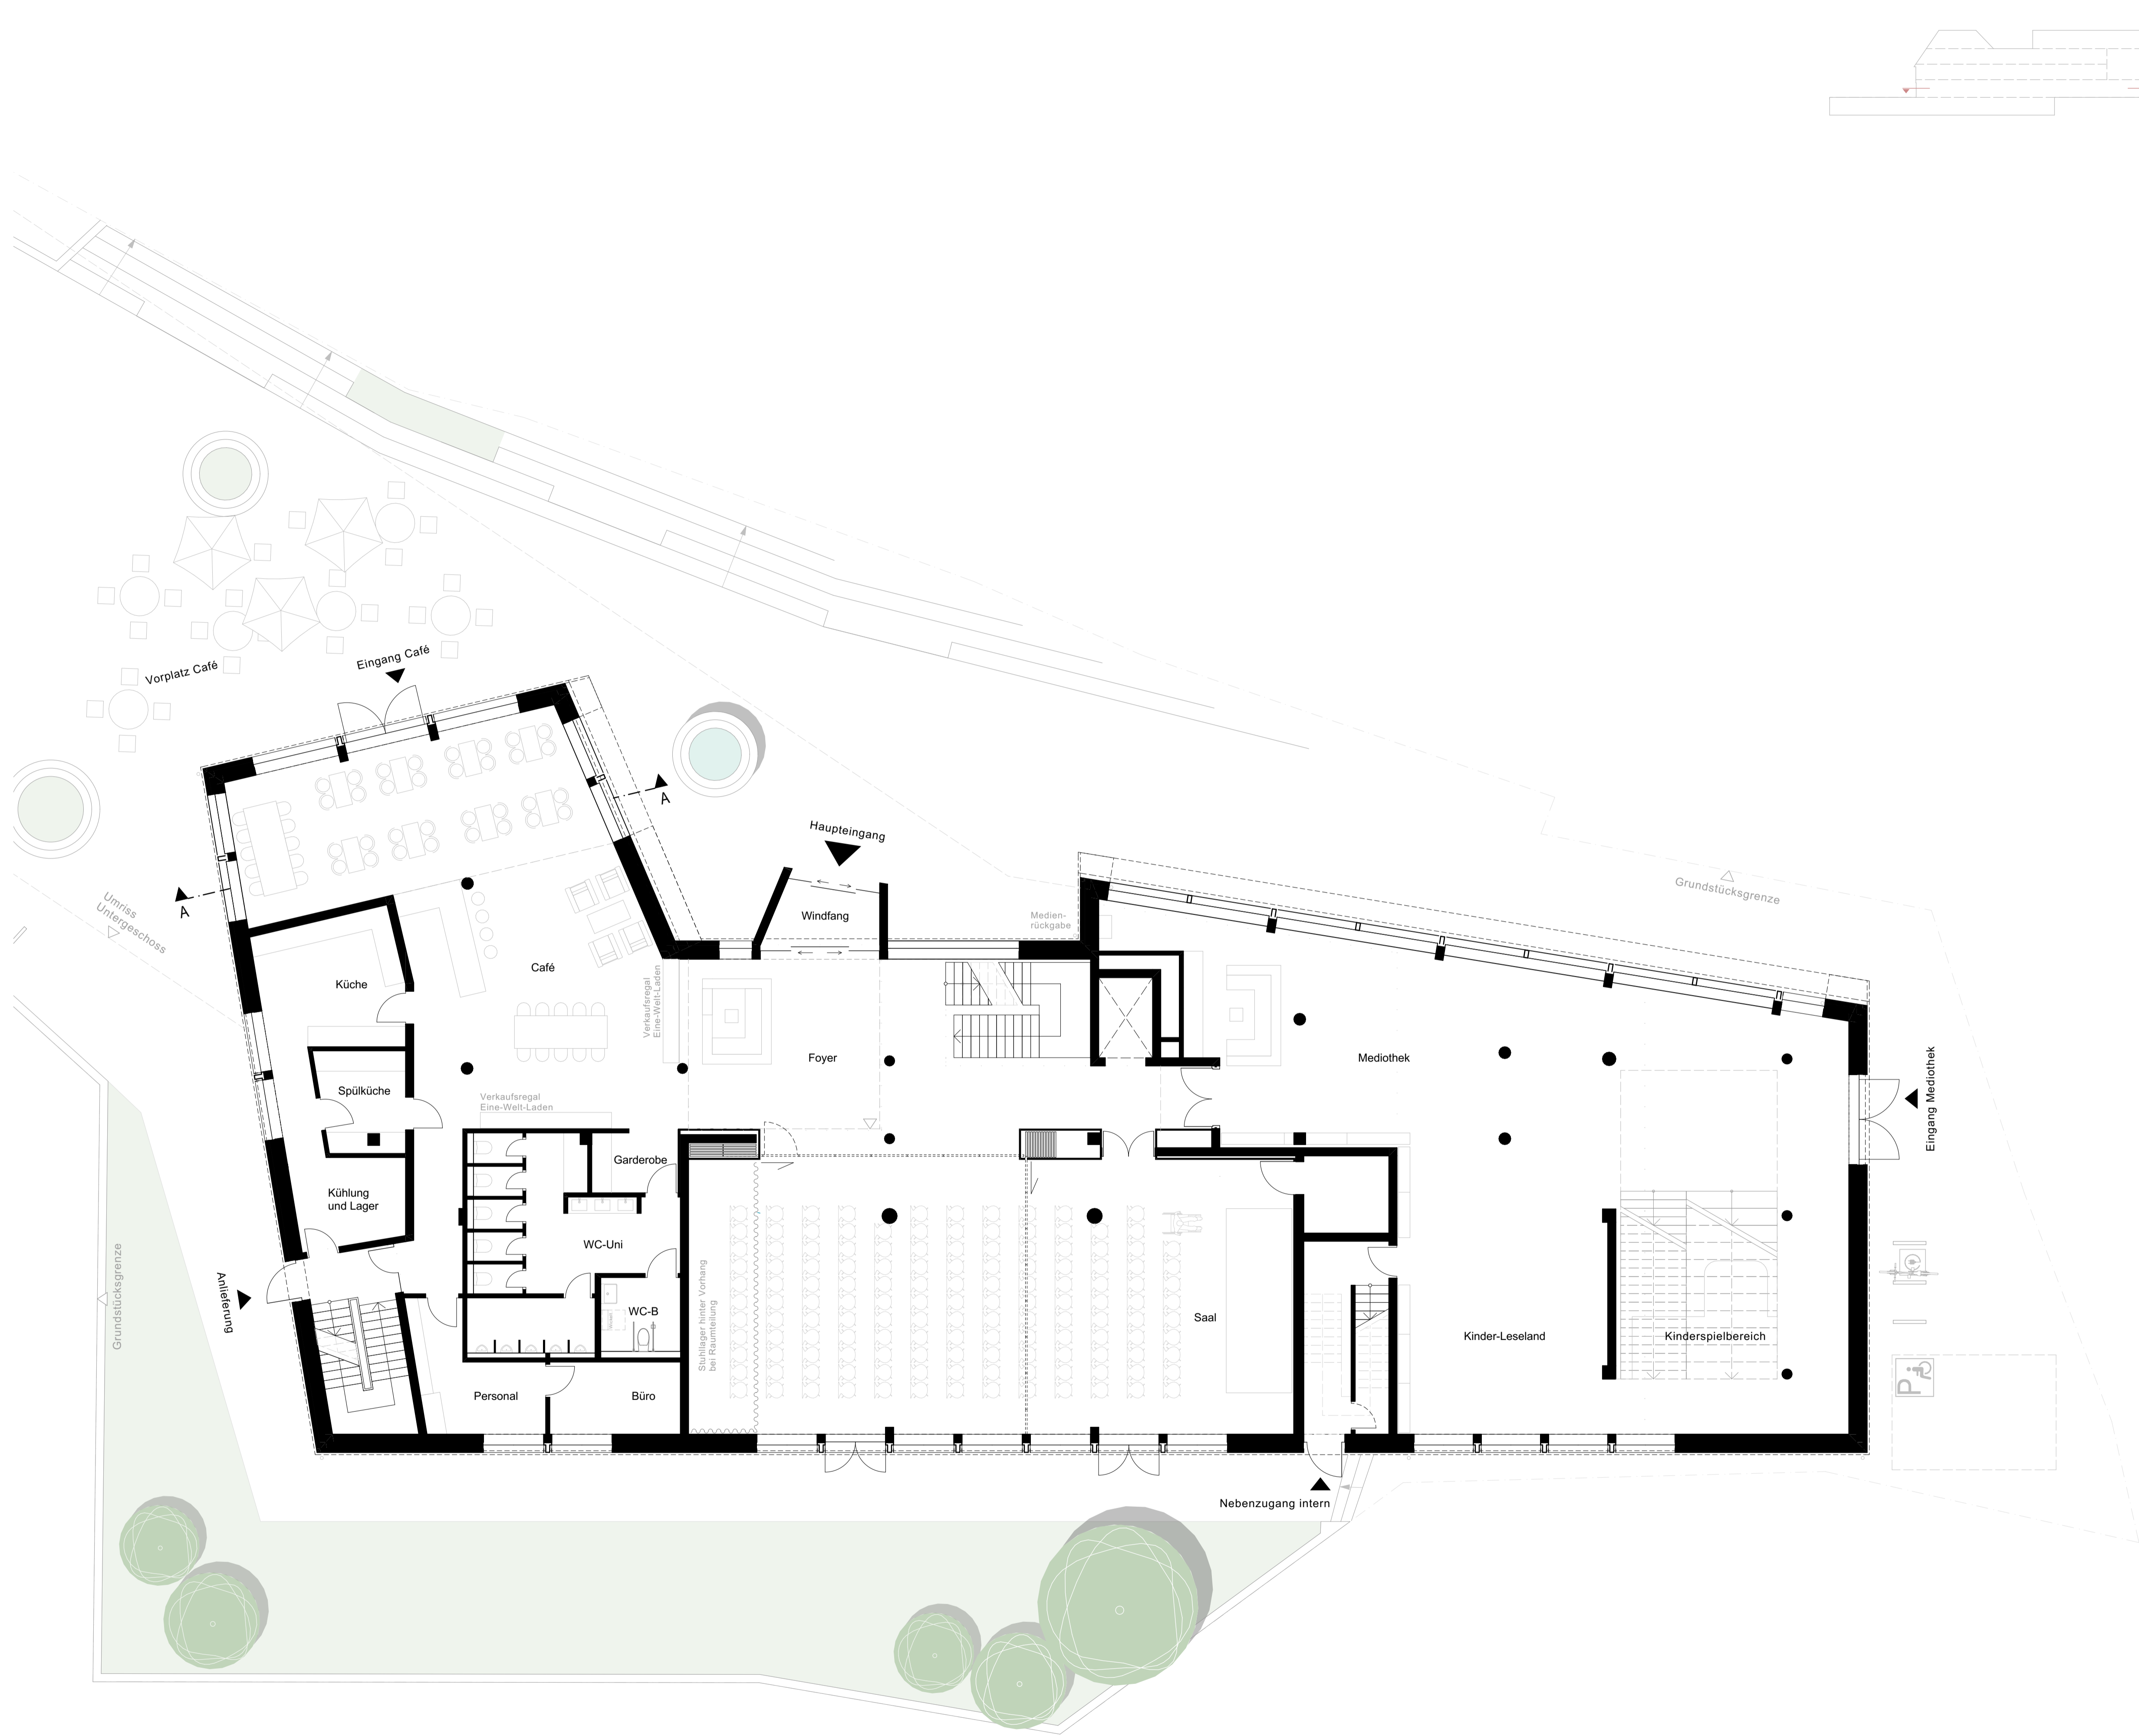 Eingang Café
Vorplatz Café
A
Haupteingang
Grundstücksgrenze
A
Umriss
Untergeschoss
Windfang
Medien-
rückgabe
Café
Küche
Verkaufsregal
Eine-Welt-Laden
Foyer
Mediothek
Eingang Mediothek
Spülküche
Verkaufsregal
Eine-Welt-Laden
Garderobe
Kühlung
und Lager
WC-Uni
Grundstücksgrenze
Anlieferung
Stuhllager hinter Vorhang
bei Raumteilung
WC-B
Saal
Kinder-Leseland
Kinderspielbereich
P
Personal
Büro
Nebenzugang intern